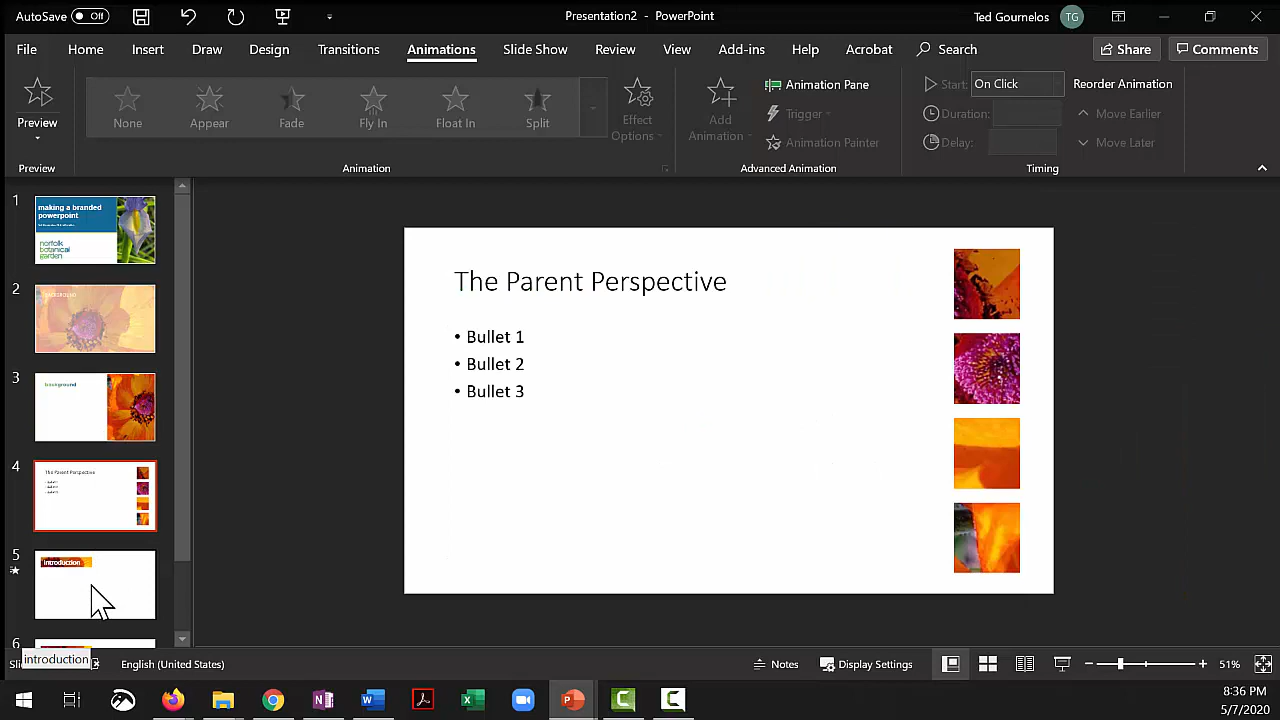 AutoSave Off
Presentation2 - PowerPoint
Ted Gournelos TG
File Home Insert Draw Design Transitions Animations Slide Show Review View Add-ins Help Acrobat Search Share Comments
Preview
None Appear Fade Fly In Float In Split
Effect Options
Add Animation
Animation Pane
Trigger
Animation Painter
Start: On Click
Duration:
Delay:
Reorder Animation
Move Earlier
Move Later
Preview Animation Advanced Animation Timing
1
making a branded
powerpoint
norfolk
botanical
garden
2
background
3
background
4
The Parent Perspective
5
introduction
6
introduction
The Parent Perspective
• Bullet 1
• Bullet 2
• Bullet 3
English (United States)
Notes Display Settings 51%
8:36 PM
5/7/2020